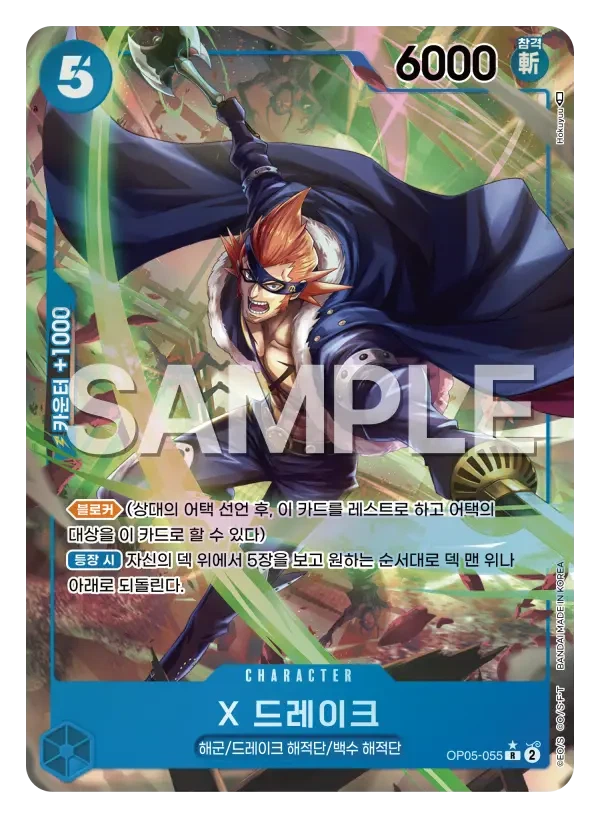 5
6000
참격
斬
Hokuyuu
카운터 +1000
SAMPLE
블로커 (상대의 어택 선언 후, 이 카드를 레스트로 하고 어택의
대상을 이 카드로 할 수 있다)
등장 시 자신의 덱 위에서 5장을 보고 원하는 순서대로 덱 맨 위나
아래로 되돌린다.
CHARACTER
X 드레이크
해군/드레이크 해적단/백수 해적단
OP05-055 R 2
©EO/S ©O/S·F·T BANDAI MADE IN KOREA